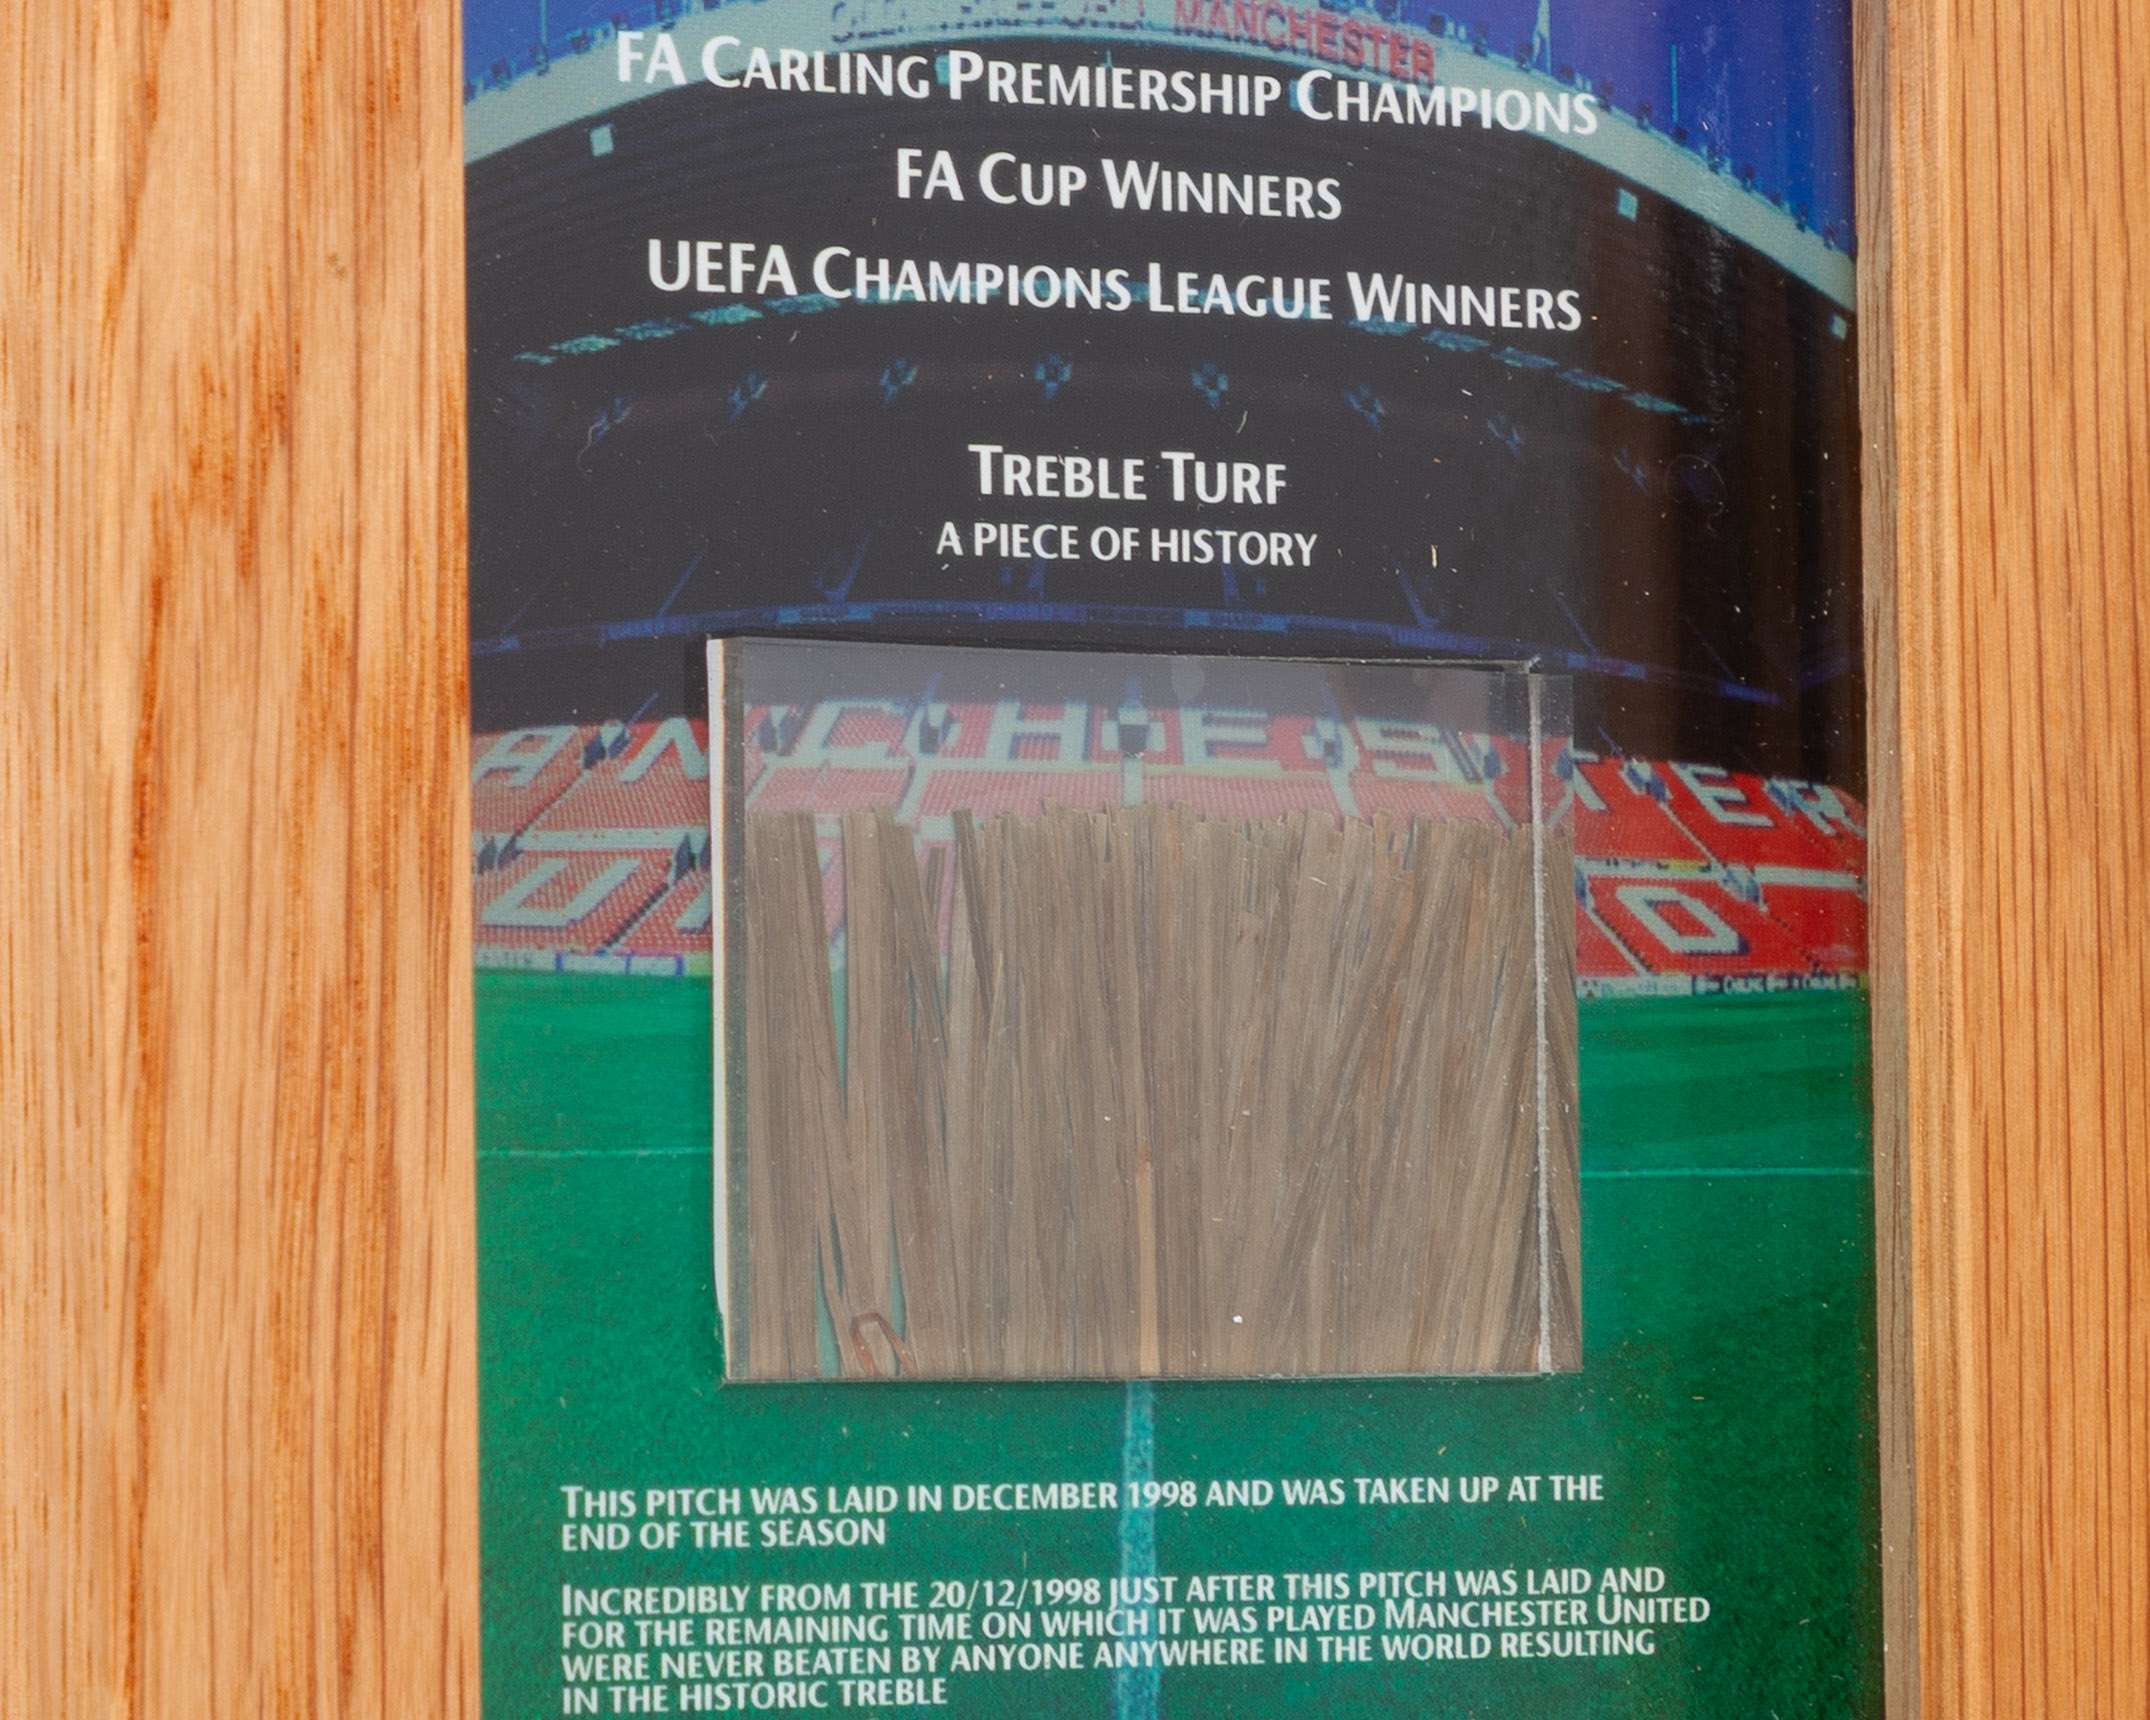 OLD TRAFFORD MANCHESTER
FA CARLING PREMIERSHIP CHAMPIONS
FA CUP WINNERS
UEFA CHAMPIONS LEAGUE WINNERS
TREBLE TURF
A PIECE OF HISTORY
ANCHESTER
U D
THIS PITCH WAS LAID IN DECEMBER 1998 AND WAS TAKEN UP AT THE
END OF THE SEASON
INCREDIBLY FROM THE 20/12/1998 JUST AFTER THIS PITCH WAS LAID AND
FOR THE REMAINING TIME ON WHICH IT WAS PLAYED MANCHESTER UNITED
WERE NEVER BEATEN BY ANYONE ANYWHERE IN THE WORLD RESULTING
IN THE HISTORIC TREBLE